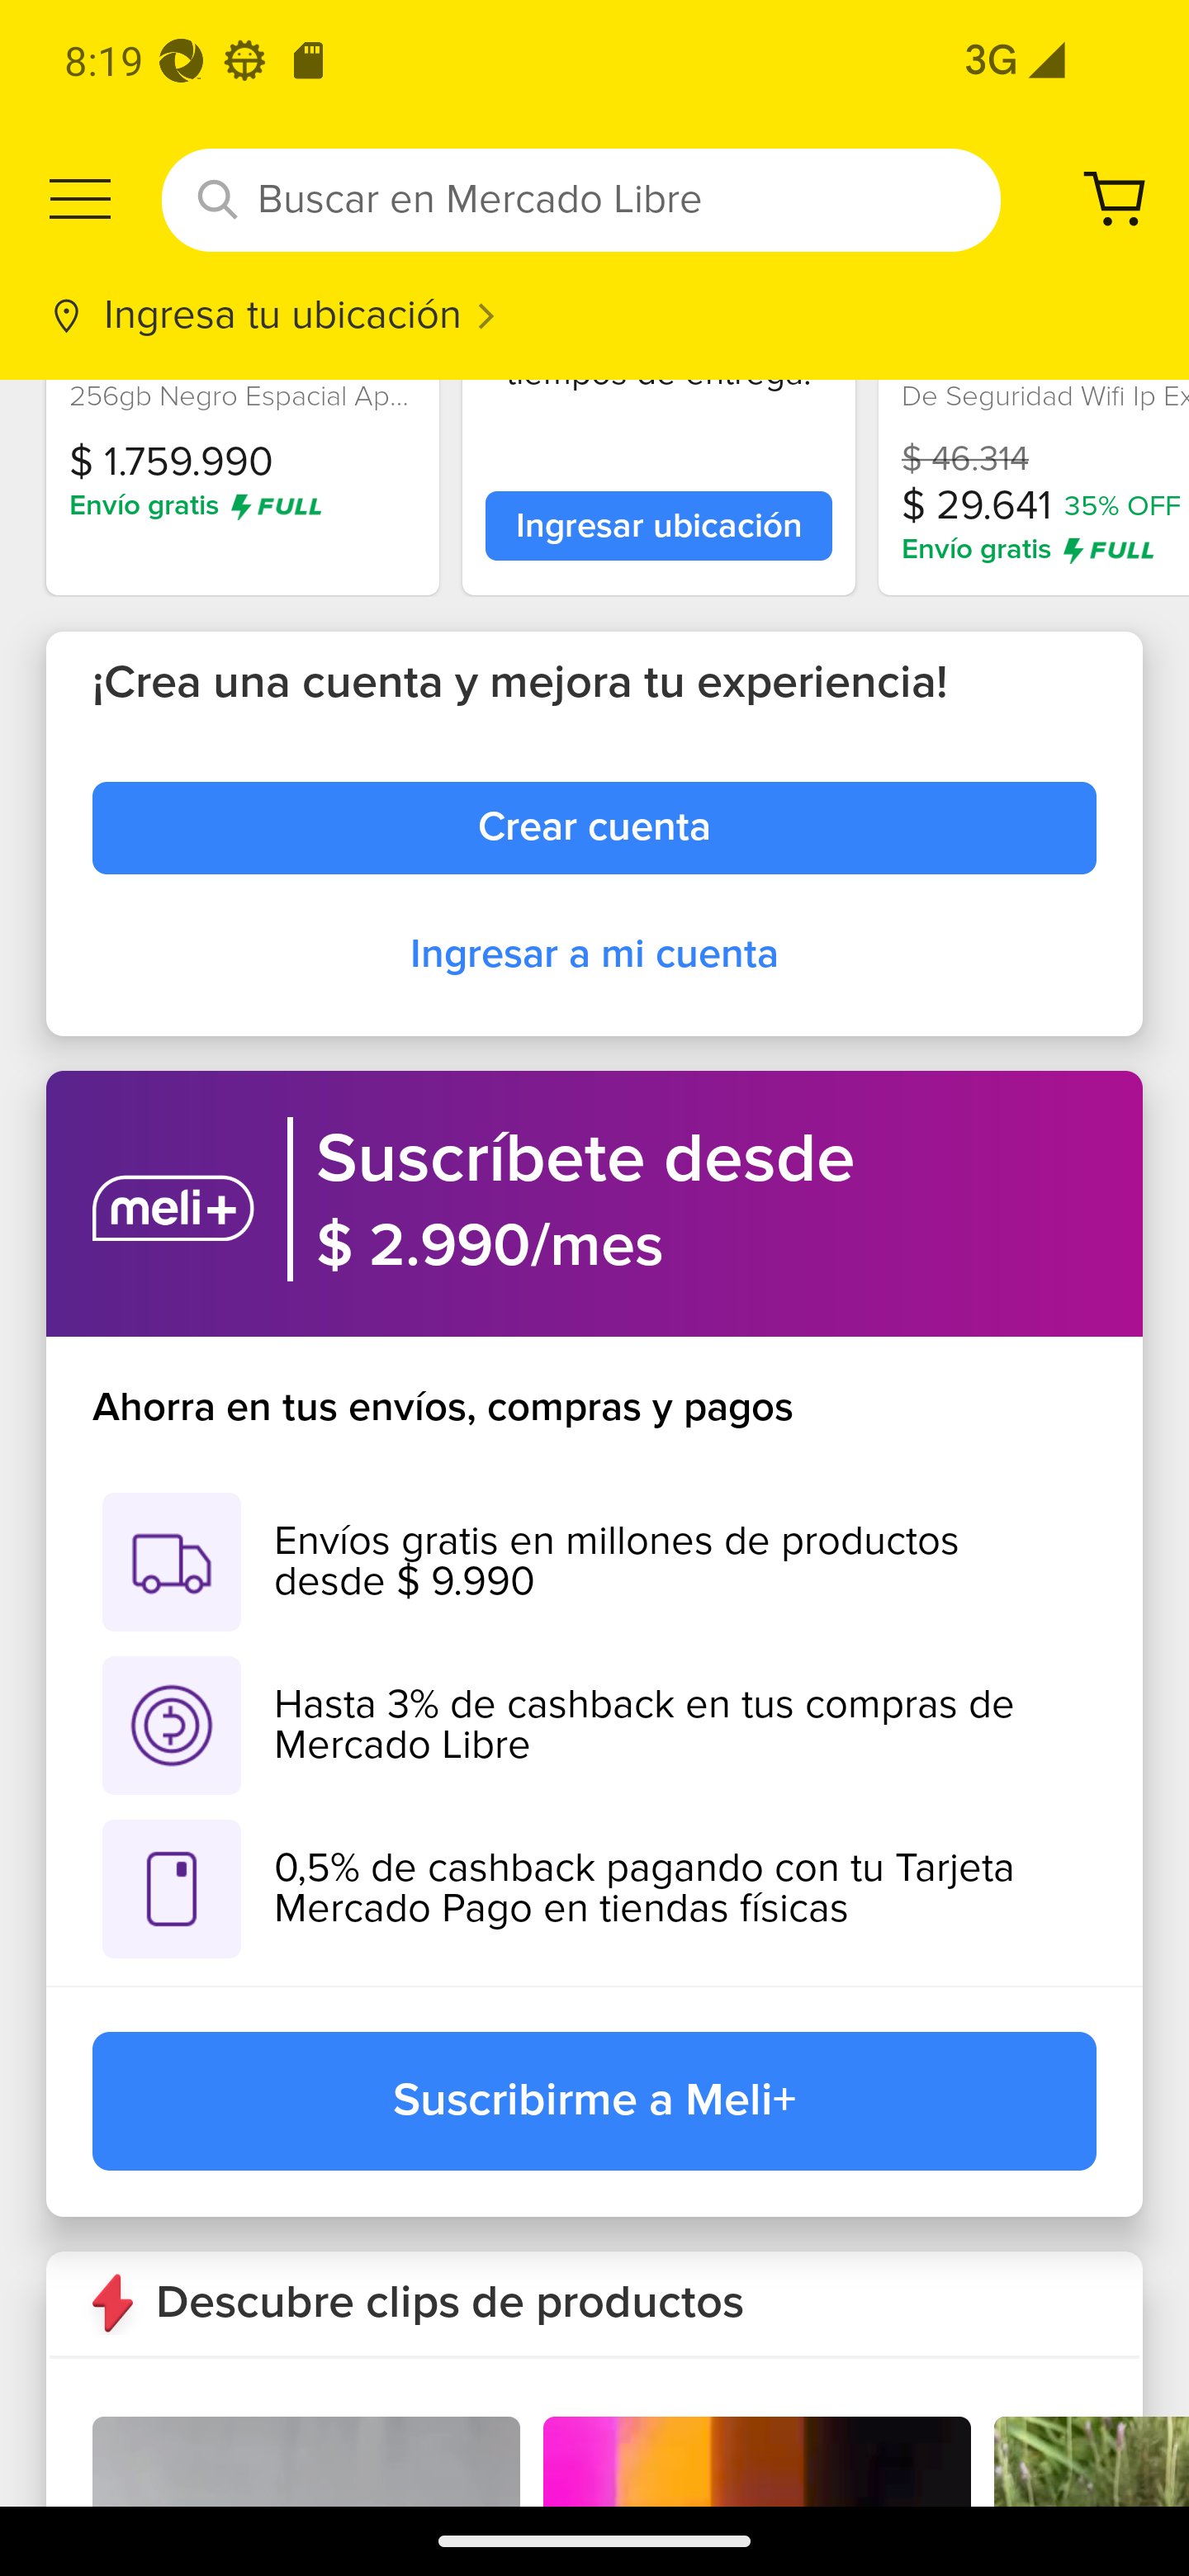 8:19
3G
Buscar en Mercado Libre
Ingresa tu ubicación
tiempos de entrega.
256gb Negro Espacial Ap...
De Seguridad Wifi Ip Ex
$ 1.759.990
$ 46.314
Envío gratis FULL
$ 29.641 35% OFF
Ingresar ubicación
Envío gratis FULL
¡Crea una cuenta y mejora tu experiencia!
Crear cuenta
Ingresar a mi cuenta
meli+
Suscríbete desde
$ 2.990/mes
Ahorra en tus envíos, compras y pagos
Envíos gratis en millones de productos
desde $ 9.990
Hasta 3% de cashback en tus compras de
Mercado Libre
0,5% de cashback pagando con tu Tarjeta
Mercado Pago en tiendas físicas
Suscribirme a Meli+
Descubre clips de productos